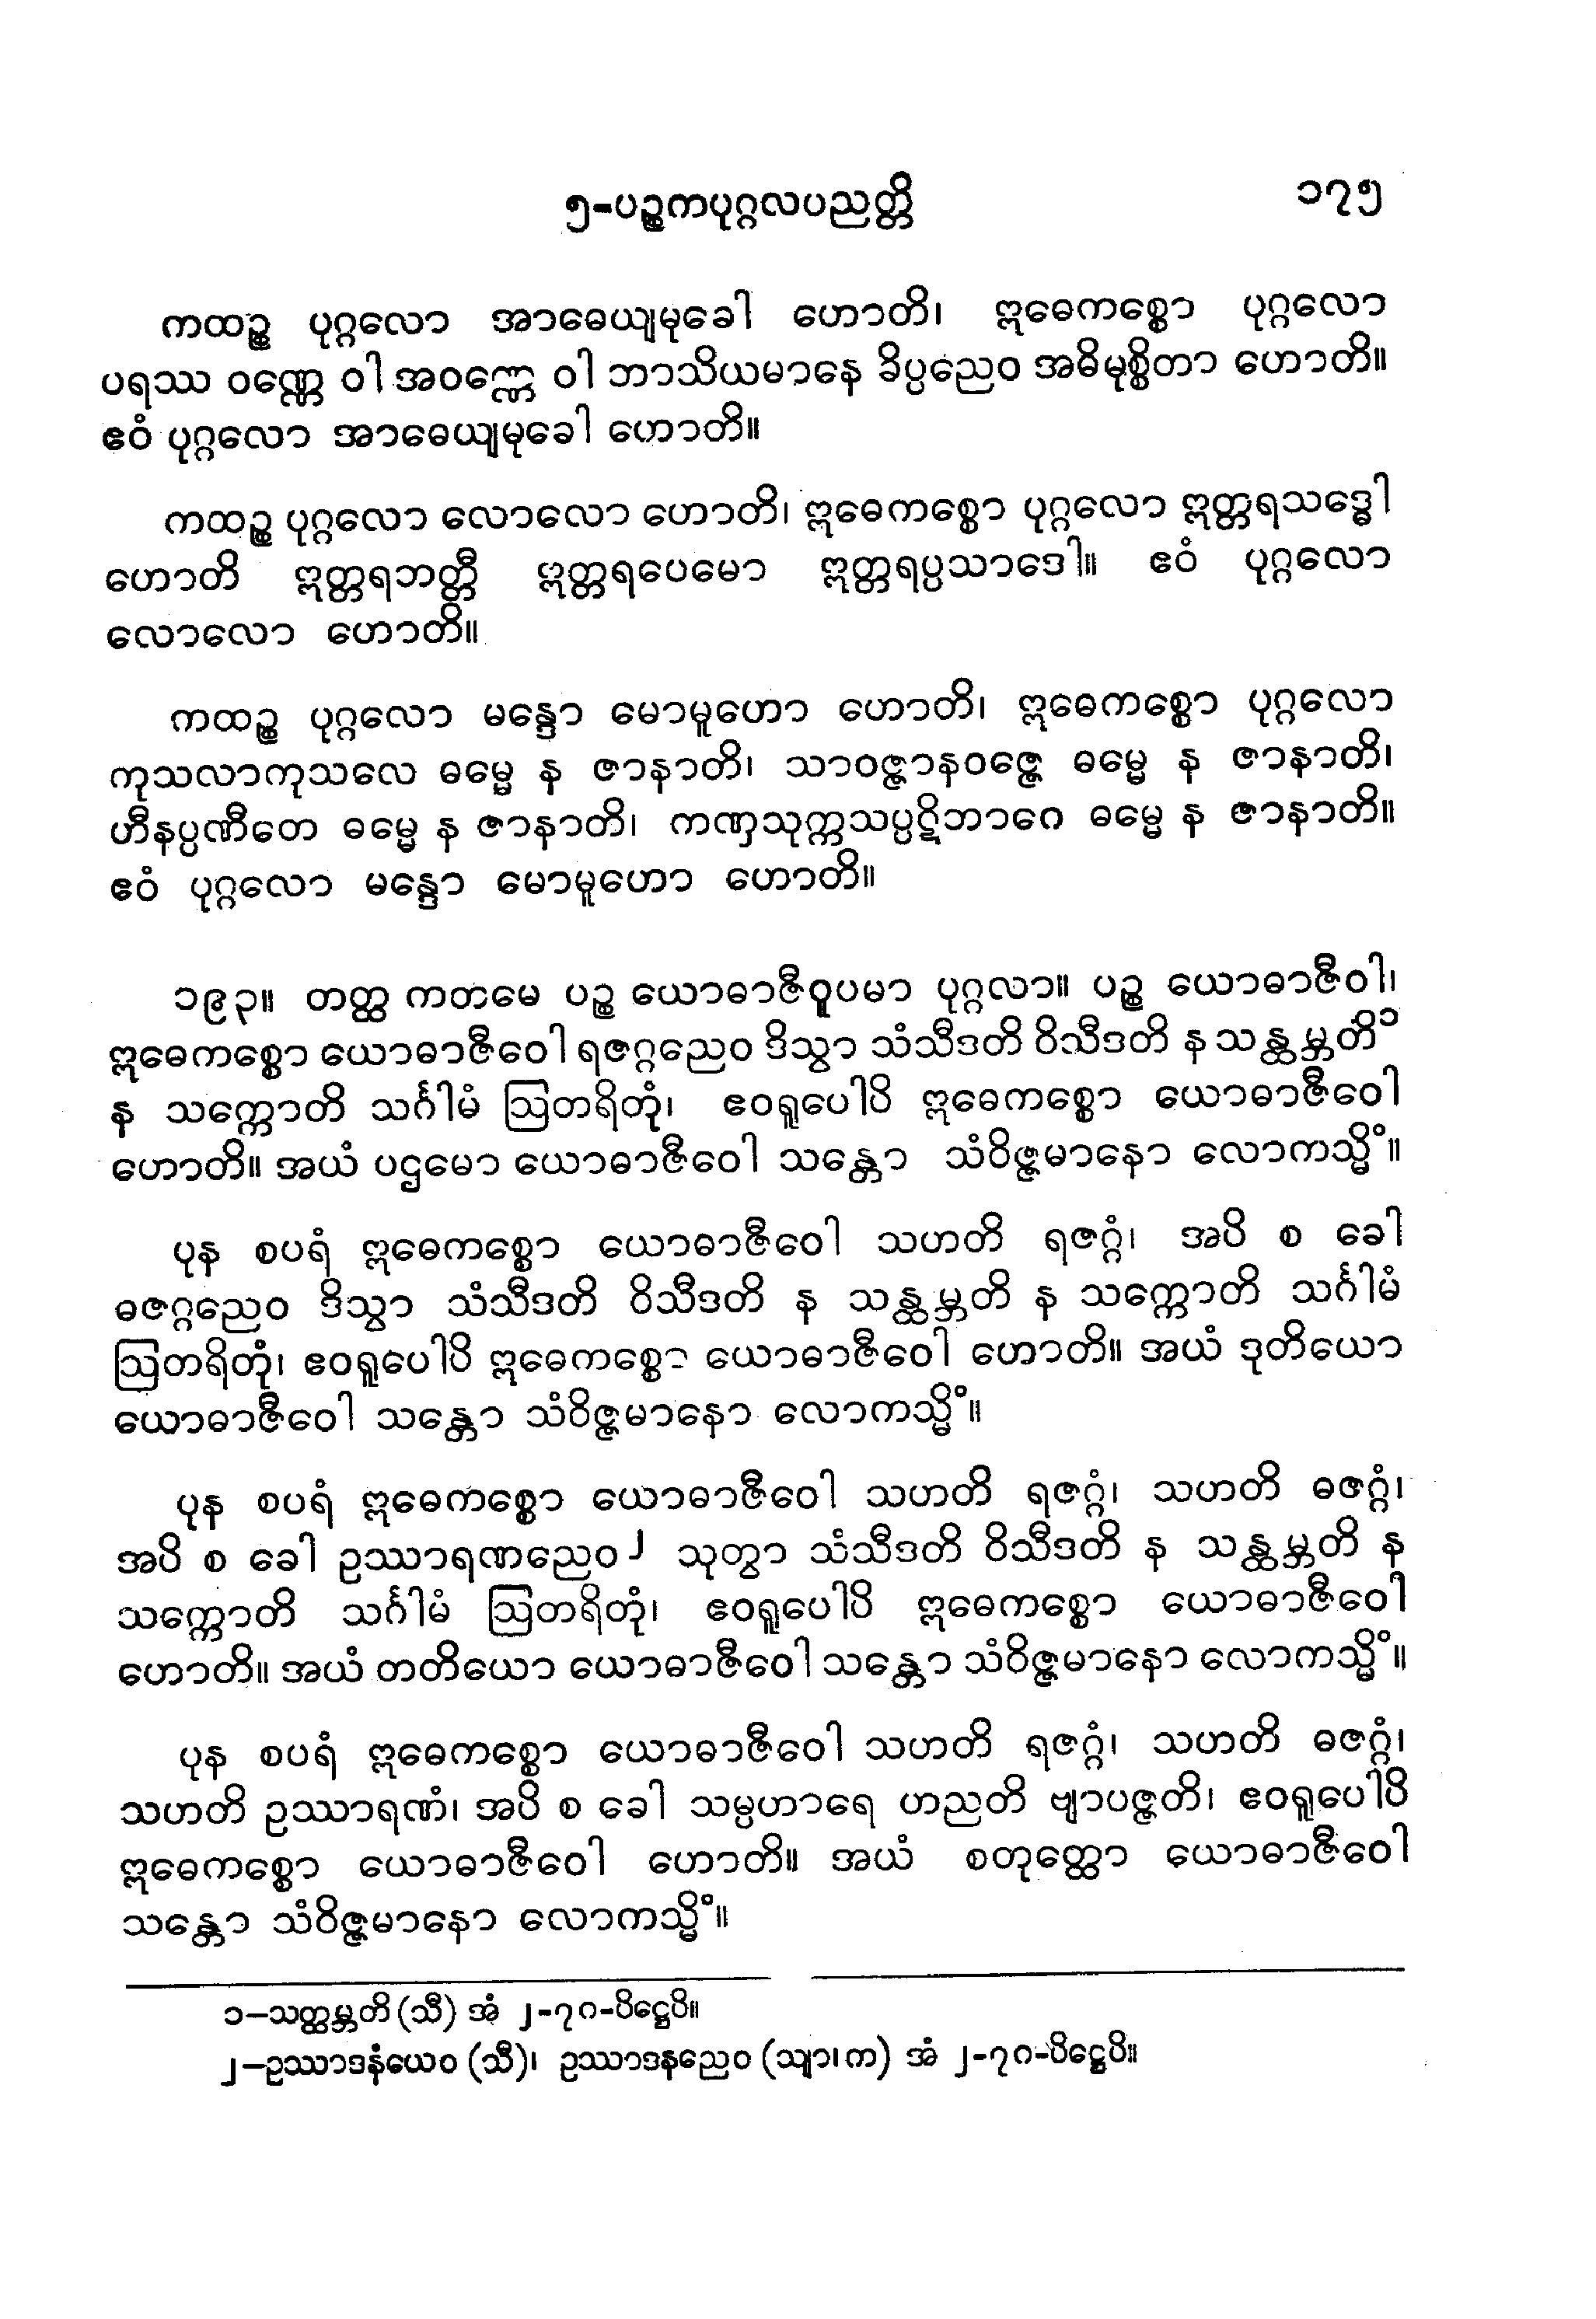 ၅-ပဉ္စကပုဂ္ဂလပညတ္တိ ၁၇၅
ကထဉ္စ ပုဂ္ဂလော အာဓေယျမုခေါ ဟောတိ၊ ဣဓေကစ္စော ပုဂ္ဂလော
ပရဿ ဝဏ္ဏေ ဝါ အဝဏ္ဏေ ဝါ ဘာသိယမာနေ ခိပ္ပညေဝ အဓိမုစ္စိတာ ဟောတိ။
ဧဝံ ပုဂ္ဂလော အာဓေယျမုခေါ ဟောတိ။
ကထဉ္စ ပုဂ္ဂလော လောလော ဟောတိ၊ ဣဓေကစ္စော ပုဂ္ဂလော ဣတ္တရသဒ္ဓေါ
ဟောတိ ဣတ္တရဘတ္တီ ဣတ္တရပေမော ဣတ္တရပ္ပသာဒေါ။ ဧဝံ ပုဂ္ဂလော
လောလော ဟောတိ။
ကထဉ္စ ပုဂ္ဂလော မန္ဒော မောမူဟော ဟောတိ၊ ဣဓေကစ္စော ပုဂ္ဂလော
ကုသလာကုသလေ ဓမ္မေ န ဇာနာတိ၊ သာဝဇ္ဇာနဝဇ္ဇေ ဓမ္မေ န ဇာနာတိ၊
ဟီနပ္ပဏီတေ ဓမ္မေ န ဇာနာတိ၊ ကဏှသုက္ကသပ္ပဋိဘာဂေ ဓမ္မေ န ဇာနာတိ။
ဧဝံ ပုဂ္ဂလော မန္ဒော မောမူဟော ဟောတိ။
၁၉၃။ တတ္ထ ကတမေ ပဉ္စ ယောဓာဇီဝူပမာ ပုဂ္ဂလာ။ ပဉ္စ ယောဓာဇီဝါ၊
ဣဓေကစ္စော ယောဓာဇီဝေါ ရဇဂ္ဂညေဝ ဒိသွာ သံသီဒတိ ဝိသီဒတိ န သန္ထမ္ဘတိ၁
န သက္ကောတိ သင်္ဂါမံ ဩတရိတုံ၊ ဧဝရူပေါပိ ဣဓေကစ္စော ယောဓာဇီဝေါ
ဟောတိ။ အယံ ပဌမော ယောဓာဇီဝေါ သန္တော သံဝိဇ္ဇမာနော လောကသ္မိံ။
ပုန စပရံ ဣဓေကစ္စော ယောဓာဇီဝေါ သဟတိ ရဇဂ္ဂံ၊ အပိ စ ခေါ
ဓဇဂ္ဂညေဝ ဒိသွာ သံသီဒတိ ဝိသီဒတိ န သန္ထမ္ဘတိ န သက္ကောတိ သင်္ဂါမံ
ဩတရိတုံ၊ ဧဝရူပေါပိ ဣဓေကစ္စော ယောဓာဇီဝေါ ဟောတိ။ အယံ ဒုတိယော
ယောဓာဇီဝေါ သန္တော သံဝိဇ္ဇမာနော လောကသ္မိံ။
ပုန စပရံ ဣဓေကစ္စော ယောဓာဇီဝေါ သဟတိ ရဇဂ္ဂံ၊ သဟတိ ဓဇဂ္ဂံ၊
အပိ စ ခေါ ဥဿာရဏညေဝ၂ သုတွာ သံသီဒတိ ဝိသီဒတိ န သန္ထမ္ဘတိ န
သက္ကောတိ သင်္ဂါမံ ဩတရိတုံ၊ ဧဝရူပေါပိ ဣဓေကစ္စော ယောဓာဇီဝေါ
ဟောတိ။ အယံ တတိယော ယောဓာဇီဝေါ သန္တော သံဝိဇ္ဇမာနော လောကသ္မိံ။
ပုန စပရံ ဣဓေကစ္စော ယောဓာဇီဝေါ သဟတိ ရဇဂ္ဂံ၊ သဟတိ ဓဇဂ္ဂံ၊
သဟတိ ဥဿာရဏံ၊ အပိ စ ခေါ သမ္ပဟာရေ ဟညတိ ဗျာပဇ္ဇတိ၊ ဧဝရူပေါပိ
ဣဓေကစ္စော ယောဓာဇီဝေါ ဟောတိ။ အယံ စတုတ္ထော ယောဓာဇီဝေါ
သန္တော သံဝိဇ္ဇမာနော လောကသ္မိံ။
၁–သတ္ထမ္ဘတိ (သီ) အံ ၂-၇၈-ပိဋ္ဌေပိ။
၂–ဥဿာဒနံယေဝ (သီ)၊ ဥဿာဒနညေဝ (သျာ၊ က) အံ ၂-၇၈-ပိဋ္ဌေပိ။